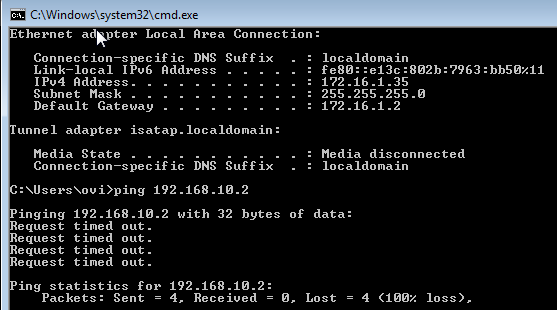 C:\Windows\system32\cmd.exe
Ethernet adapter Local Area Connection:
Connection-specific DNS Suffix . : localdomain
Link-local IPv6 Address . . . . . : fe80::e13c:802b:7963:bb50%11
IPv4 Address. . . . . . . . . . . : 172.16.1.35
Subnet Mask . . . . . . . . . . . : 255.255.255.0
Default Gateway . . . . . . . . . : 172.16.1.2
Tunnel adapter isatap.localdomain:
Media State . . . . . . . . . . . : Media disconnected
Connection-specific DNS Suffix . : localdomain
C:\Users\ovi>ping 192.168.10.2
Pinging 192.168.10.2 with 32 bytes of data:
Request timed out.
Request timed out.
Request timed out.
Request timed out.
Ping statistics for 192.168.10.2:
Packets: Sent = 4, Received = 0, Lost = 4 (100% loss),